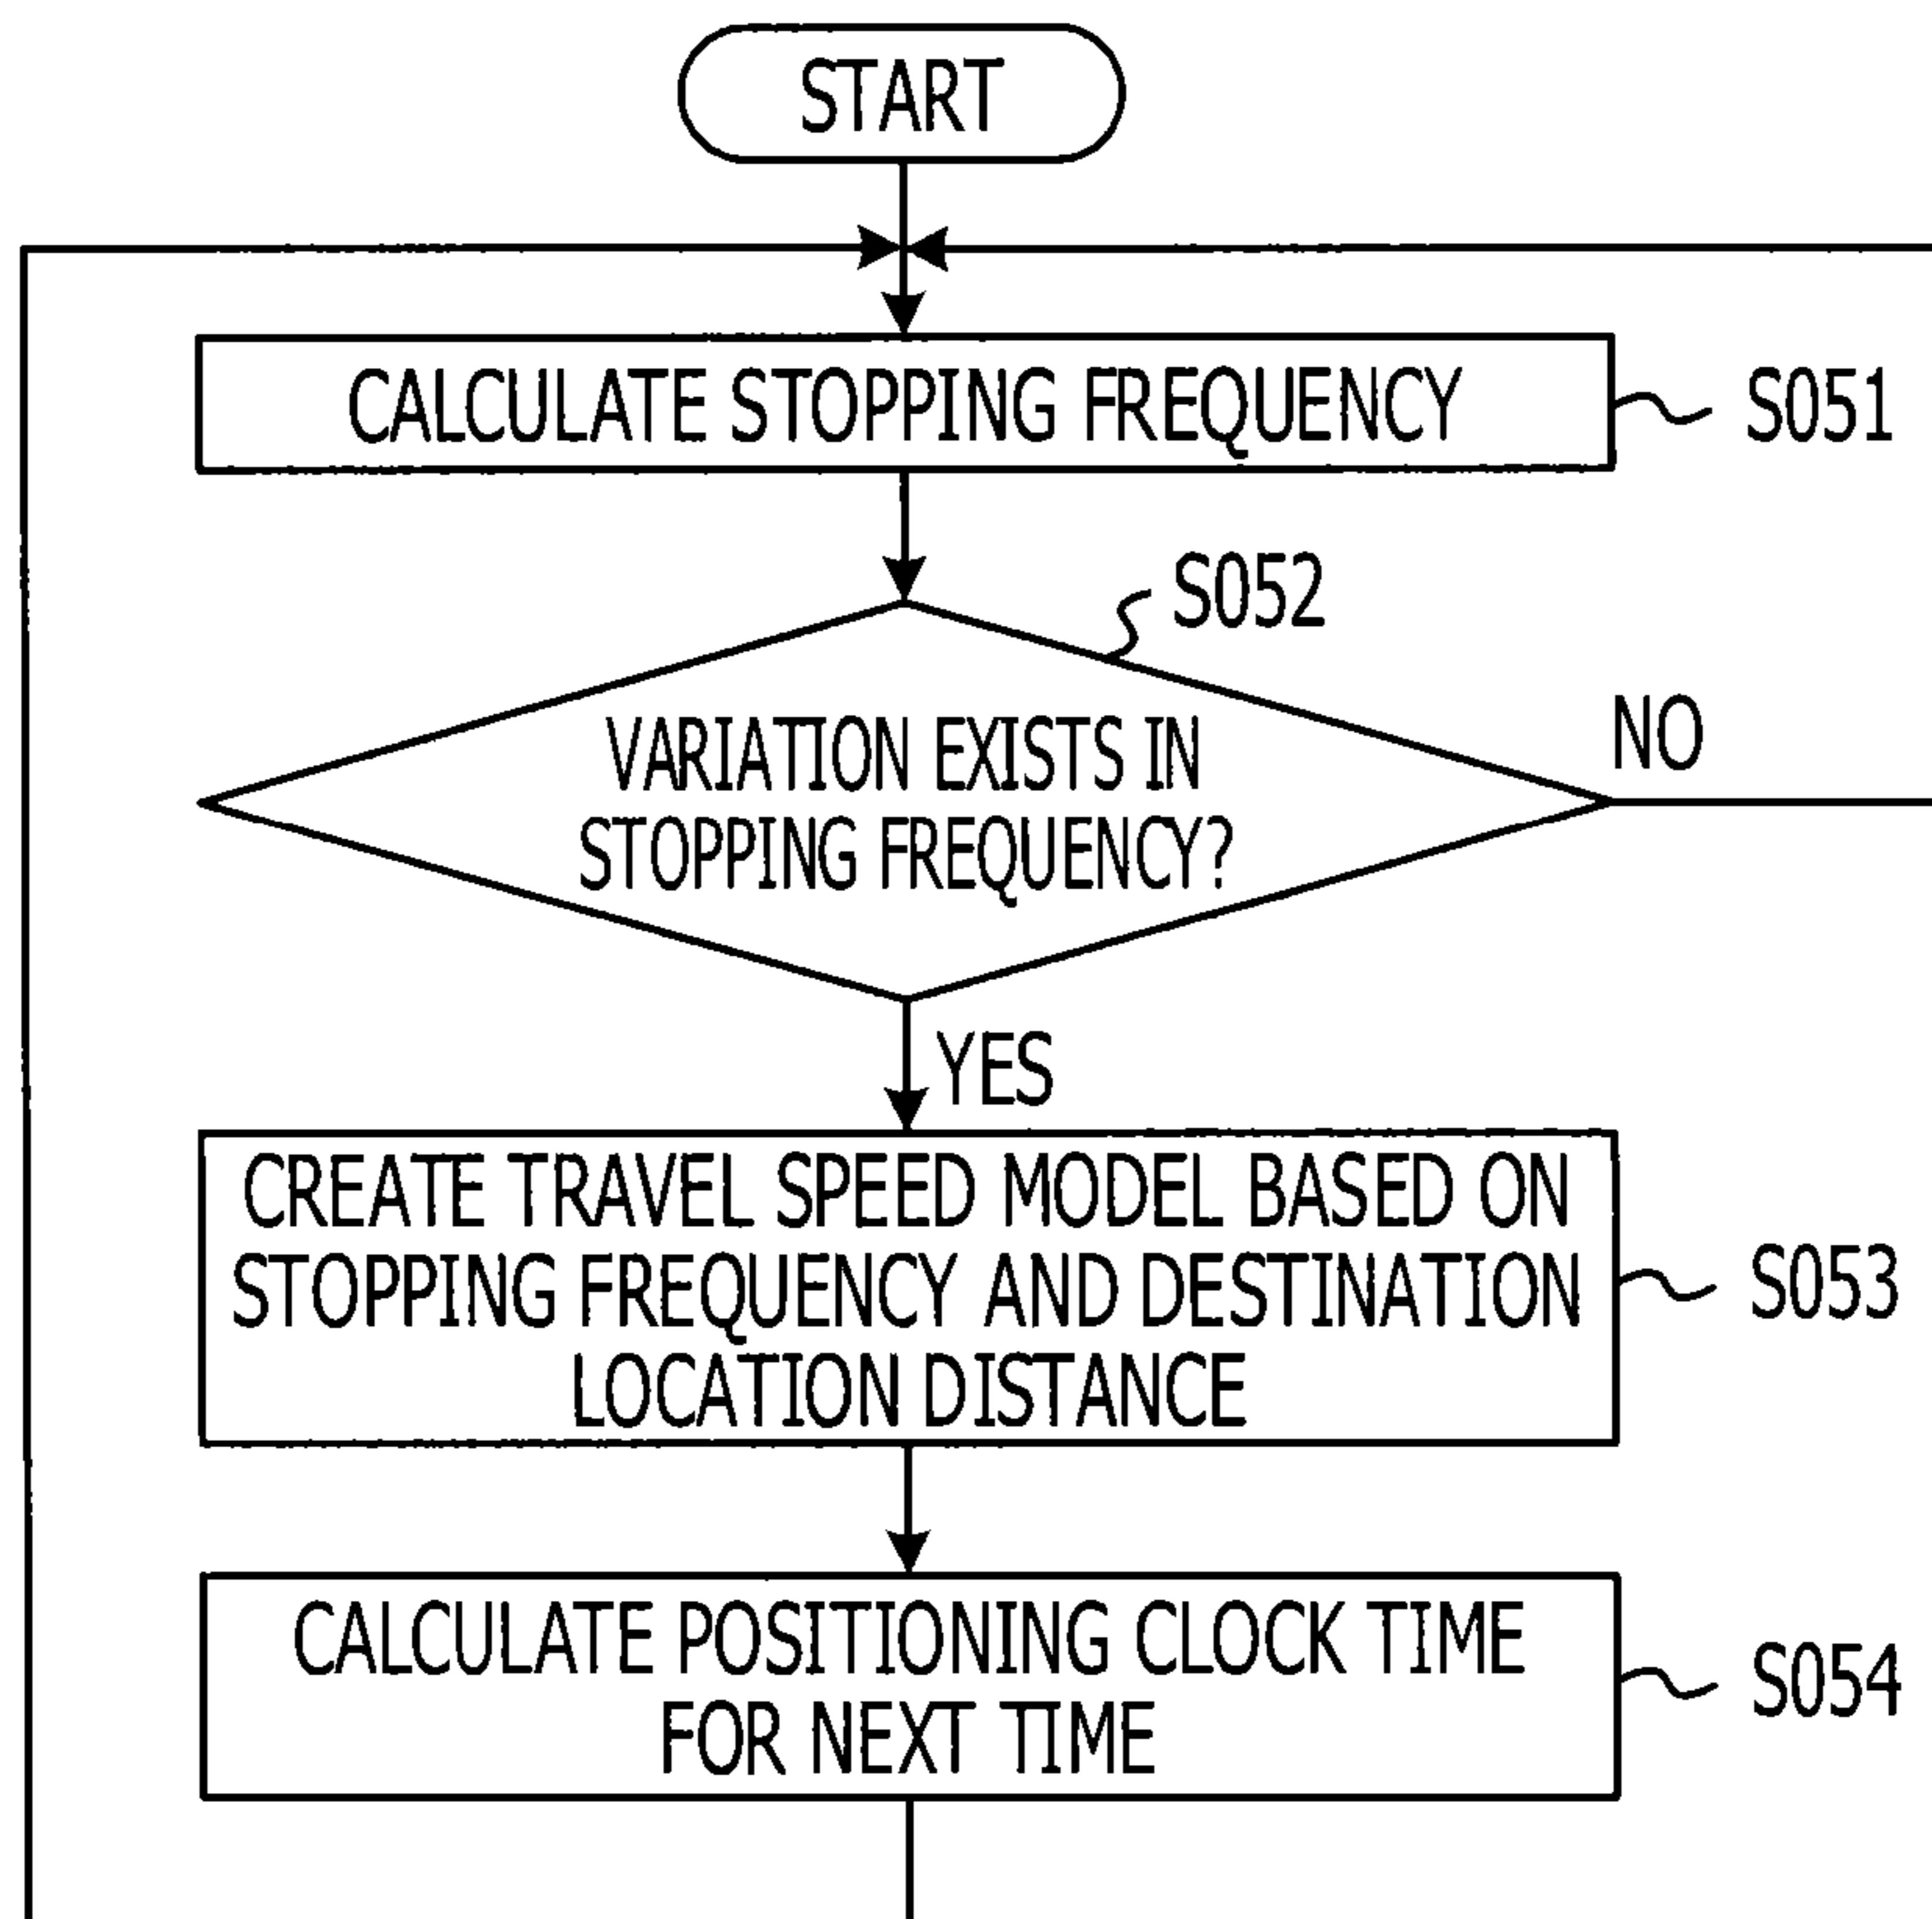 START
CALCULATE STOPPING FREQUENCY
S051
S052
VARIATION EXISTS IN
STOPPING FREQUENCY?
NO
YES
CREATE TRAVEL SPEED MODEL BASED ON
STOPPING FREQUENCY AND DESTINATION
LOCATION DISTANCE
S053
CALCULATE POSITIONING CLOCK TIME
FOR NEXT TIME
S054